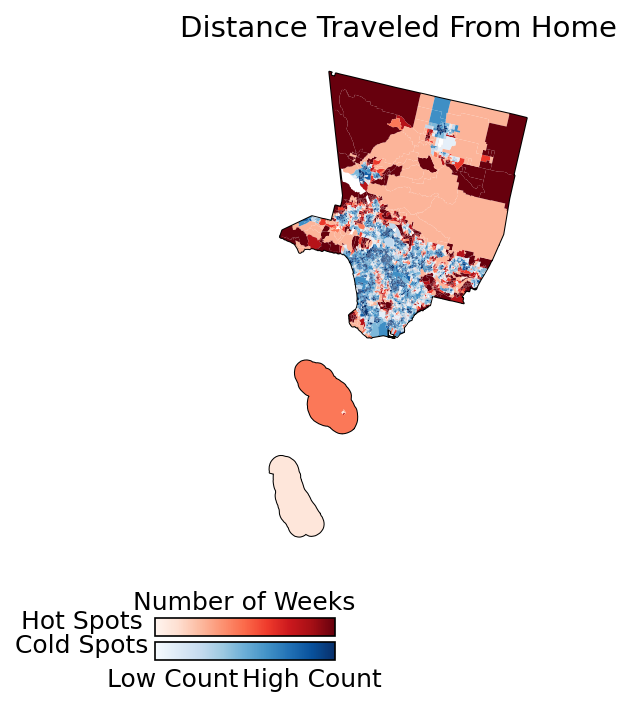 Distance Traveled From Home
Number of Weeks
Hot Spots
Cold Spots
Low Count High Count